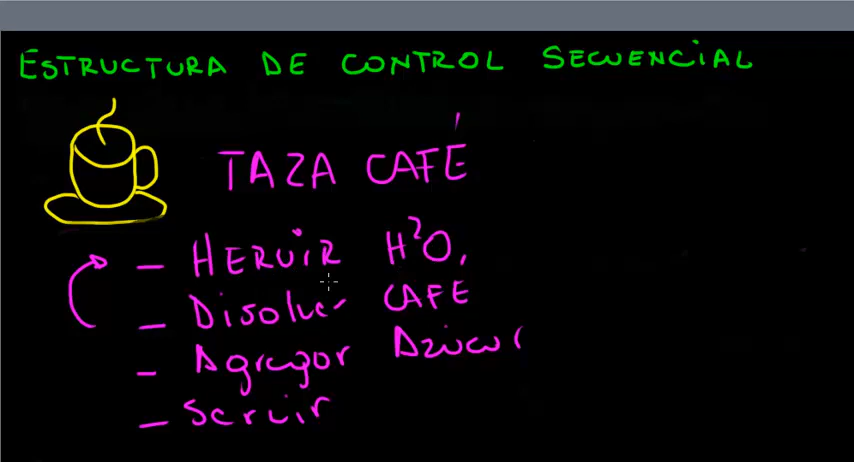 ESTRUCTURA DE CONTROL SECUENCIAL
TAZA CAFÉ
- HERVIR H²O,
- Disolver CAFE
- Agregar Azúcar
- Servir